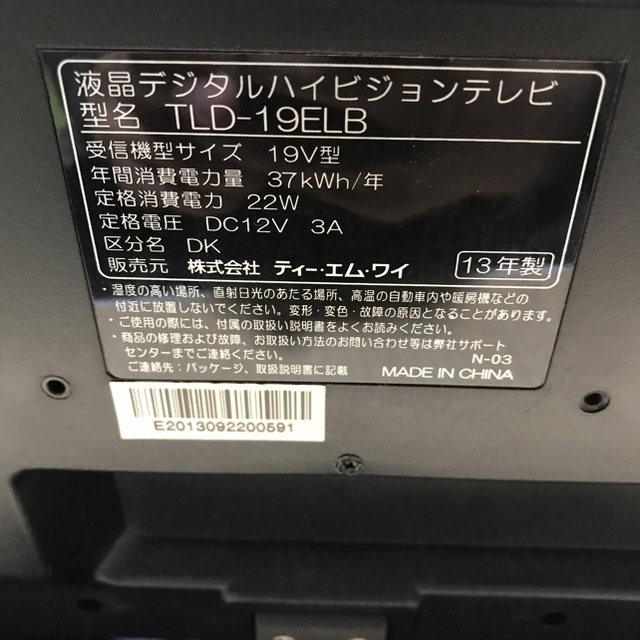 液晶デジタルハイビジョンテレビ
型名 TLD-19ELB
受信機型サイズ 19V型
年間消費電力量 37kWh/年
定格消費電力 22W
定格電圧 DC12V 3A
区分名 DK
販売元 株式会社 ティー・エム・ワイ 13年製
・湿度の高い場所、直射日光のあたる場所、高温の自動車内や暖房機などの
付近に放置しないでください。変形・変色・故障の原因となることがあります。
・ご使用の際には、付属の取扱い説明書をよくお読みください。
・商品の修理および故障、お取扱い方法のお問い合わせ等は弊社サポート
センターまでご連絡ください。 N-03
ご連絡先：パッケージ、取扱説明書に記載 MADE IN CHINA
E2013092200591